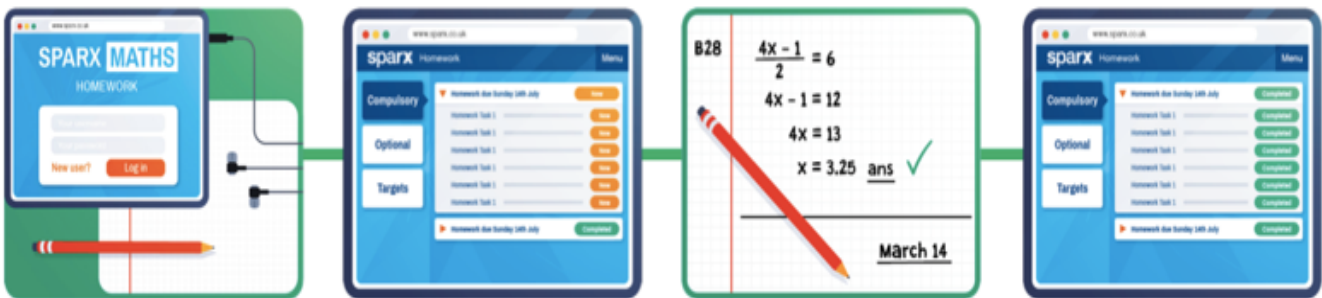 www.sparx.co.uk
SPARX MATHS
HOMEWORK
New user?
Log in
www.sparx.co.uk
sparx Homework
Menu
Compulsory
Optional
Targets
Homework due Sunday 14th July
New
Homework Task 1
New
Homework Task 1
New
Homework Task 1
New
Homework Task 1
New
Homework Task 1
New
Homework Task 1
New
Homework due Sunday 14th July
Completed
B28
4x - 1
2
= 6
4x - 1 = 12
4x = 13
x = 3.25 ans ✓
March 14
www.sparx.co.uk
sparx Homework
Menu
Compulsory
Optional
Targets
Homework due Sunday 14th July
Completed
Homework Task 1
Completed
Homework Task 1
Completed
Homework Task 1
Completed
Homework Task 1
Completed
Homework Task 1
Completed
Homework Task 1
Completed
Homework due Sunday 14th July
Completed